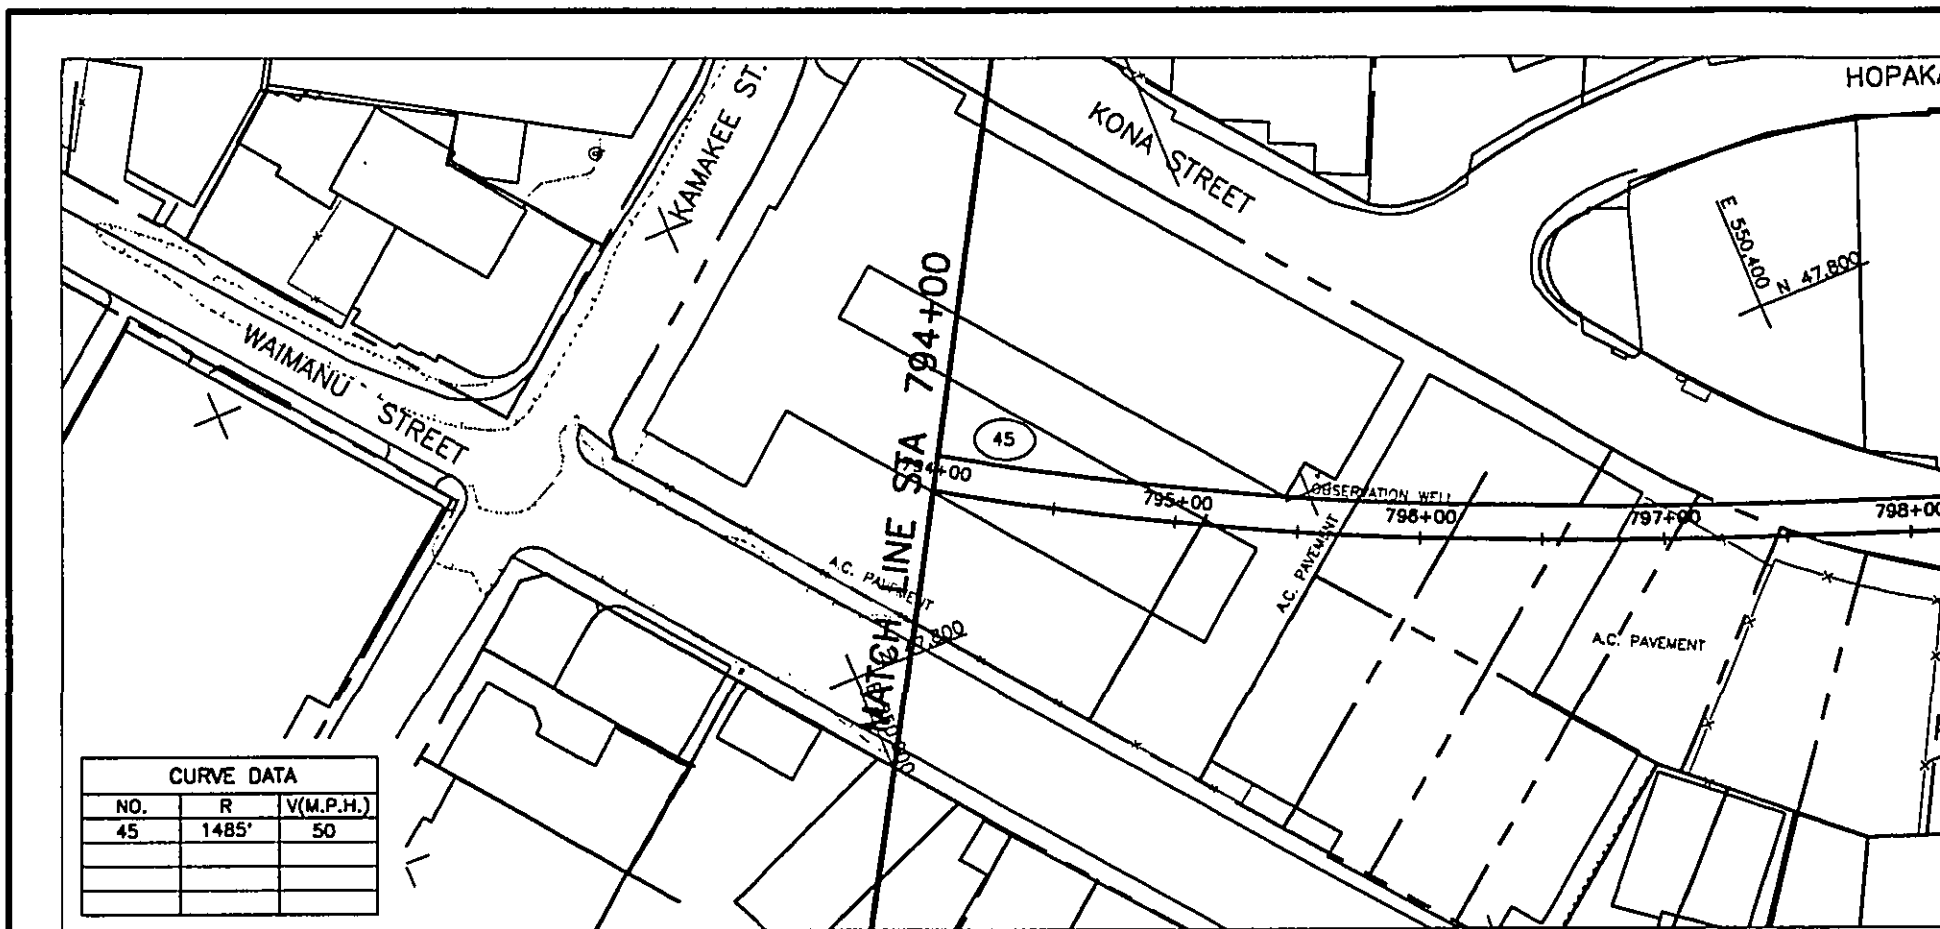 HOPAKA
KAMAKEE ST.
KONA STREET
E 550,400
N 47,800
WAIMANU STREET
MATCH LINE STA 794+00
45
794+00
795+00
OBSERVATION WELL
796+00
797+00
798+00
A.C. PAVEMENT
A.C. PAVEMENT
A.C. PAVEMENT
CURVE DATA
NO. R V(M.P.H.)
45 1485' 50